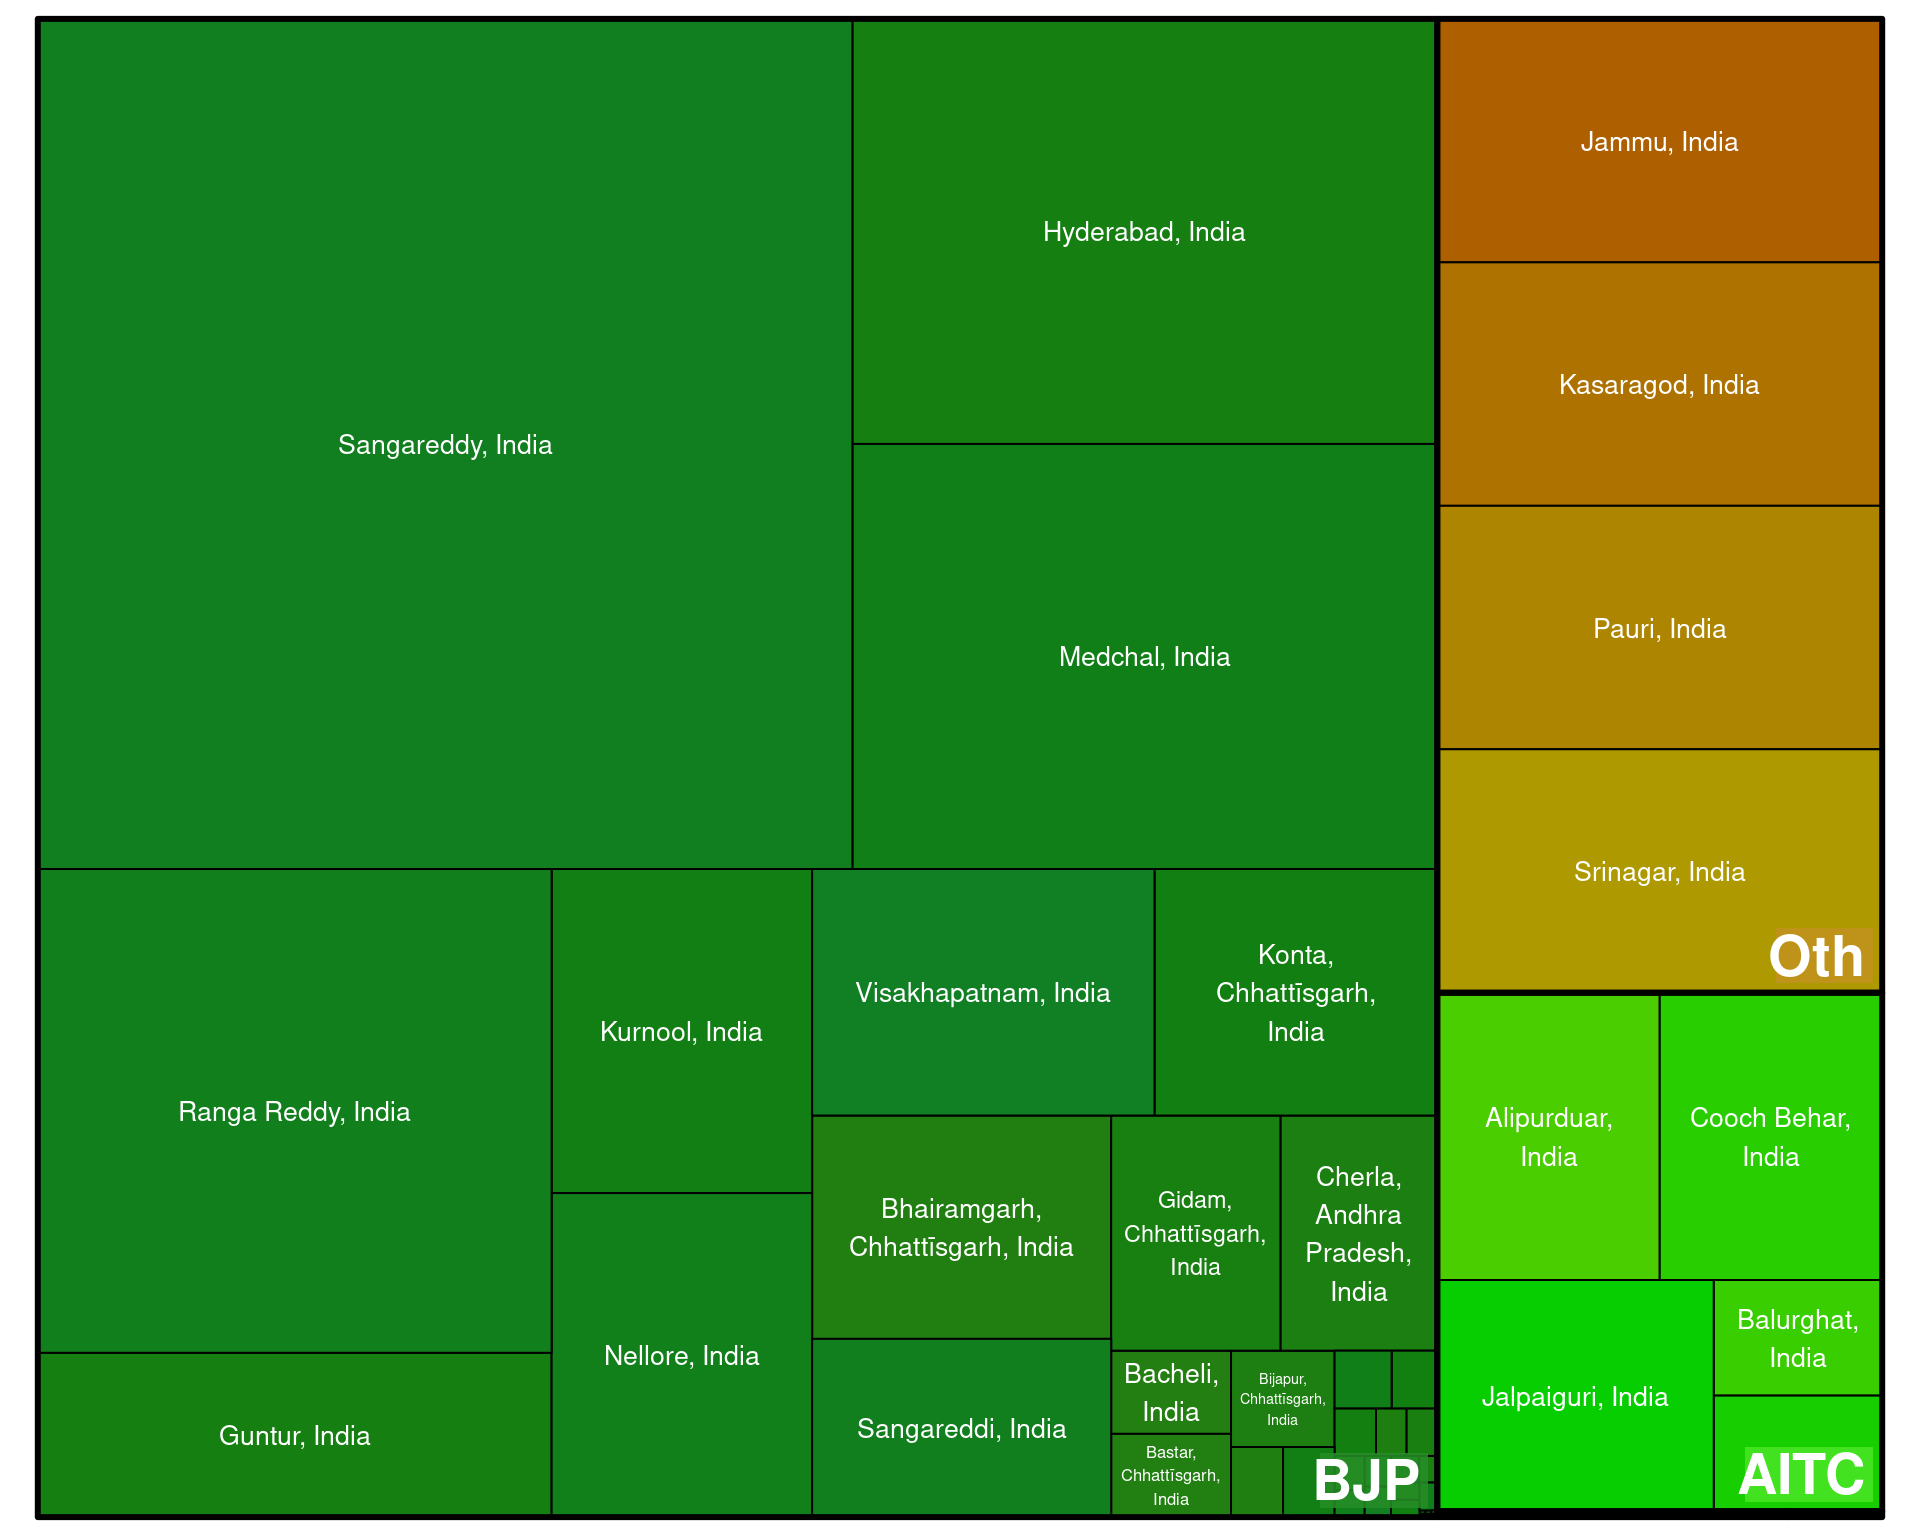 Sangareddy, India
Hyderabad, India
Medchal, India
Ranga Reddy, India
Guntur, India
Kurnool, India
Nellore, India
Visakhapatnam, India
Konta,
Chhattīsgarh,
India
Bhairamgarh,
Chhattīsgarh, India
Sangareddi, India
Gidam,
Chhattīsgarh,
India
Cherla,
Andhra
Pradesh,
India
Bacheli,
India
Bastar,
Chhattīsgarh,
India
Bijapur,
Chhattīsgarh,
India
BJP
Jammu, India
Kasaragod, India
Pauri, India
Srinagar, India
Oth
Alipurduar,
India
Cooch Behar,
India
Jalpaiguri, India
Balurghat,
India
AITC